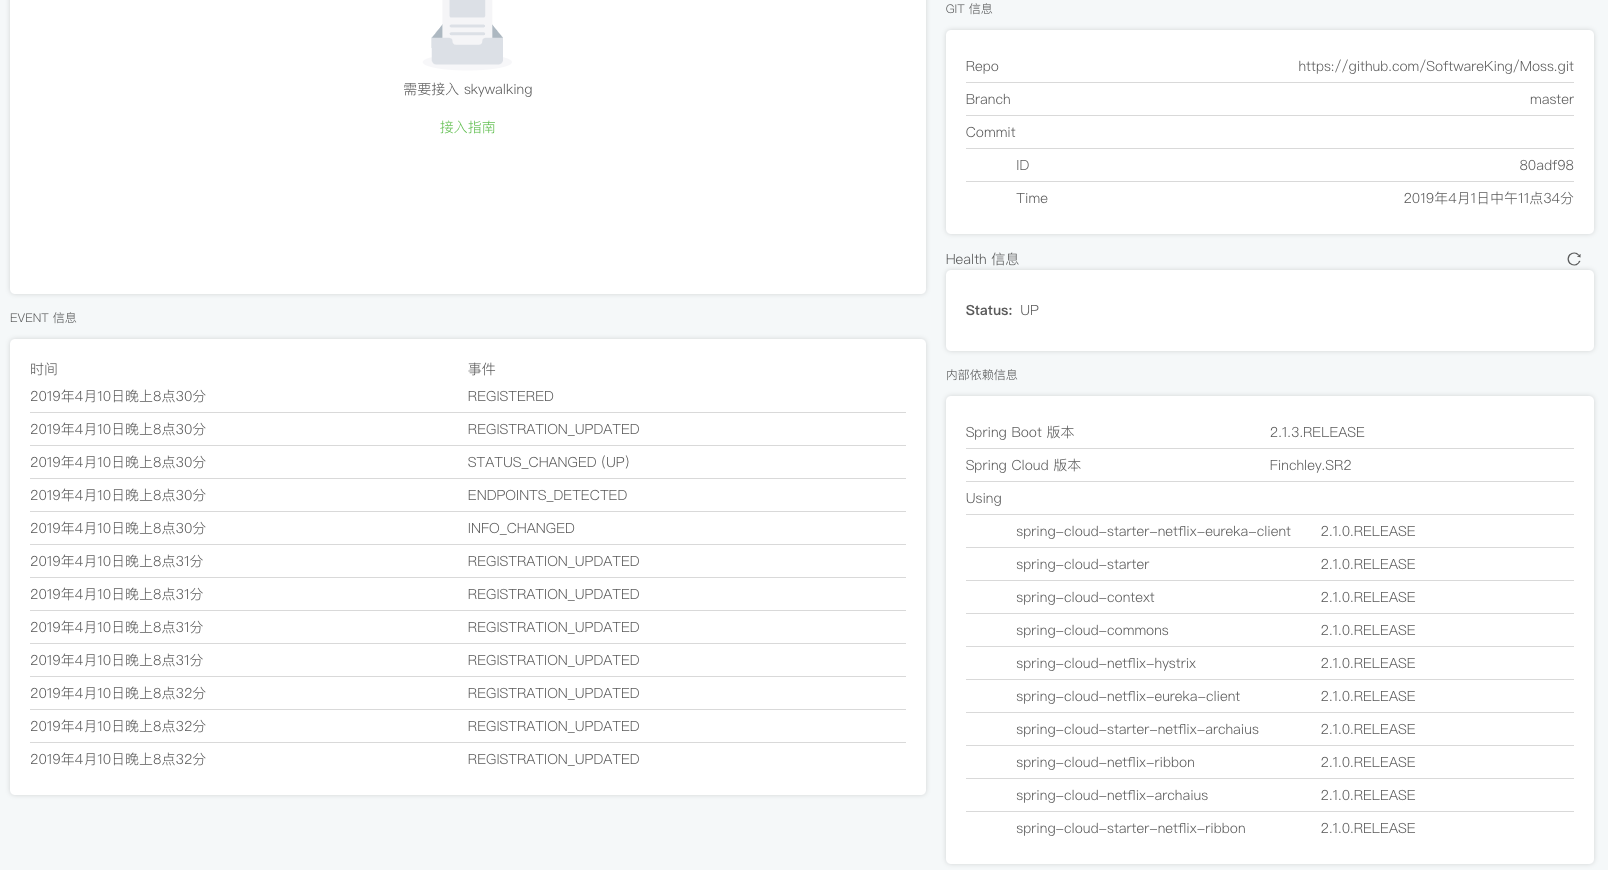 需要接入 skywalking
接入指南
EVENT 信息
时间 事件
2019年4月10日晚上8点30分 REGISTERED
2019年4月10日晚上8点30分 REGISTRATION_UPDATED
2019年4月10日晚上8点30分 STATUS_CHANGED (UP)
2019年4月10日晚上8点30分 ENDPOINTS_DETECTED
2019年4月10日晚上8点30分 INFO_CHANGED
2019年4月10日晚上8点31分 REGISTRATION_UPDATED
2019年4月10日晚上8点31分 REGISTRATION_UPDATED
2019年4月10日晚上8点31分 REGISTRATION_UPDATED
2019年4月10日晚上8点31分 REGISTRATION_UPDATED
2019年4月10日晚上8点32分 REGISTRATION_UPDATED
2019年4月10日晚上8点32分 REGISTRATION_UPDATED
2019年4月10日晚上8点32分 REGISTRATION_UPDATED
GIT 信息
Repo https://github.com/SoftwareKing/Moss.git
Branch master
Commit
ID 80adf98
Time 2019年4月1日中午11点34分
Health 信息
Status: UP
内部依赖信息
Spring Boot 版本 2.1.3.RELEASE
Spring Cloud 版本 Finchley.SR2
Using
spring-cloud-starter-netflix-eureka-client 2.1.0.RELEASE
spring-cloud-starter 2.1.0.RELEASE
spring-cloud-context 2.1.0.RELEASE
spring-cloud-commons 2.1.0.RELEASE
spring-cloud-netflix-hystrix 2.1.0.RELEASE
spring-cloud-netflix-eureka-client 2.1.0.RELEASE
spring-cloud-starter-netflix-archaius 2.1.0.RELEASE
spring-cloud-netflix-ribbon 2.1.0.RELEASE
spring-cloud-netflix-archaius 2.1.0.RELEASE
spring-cloud-starter-netflix-ribbon 2.1.0.RELEASE